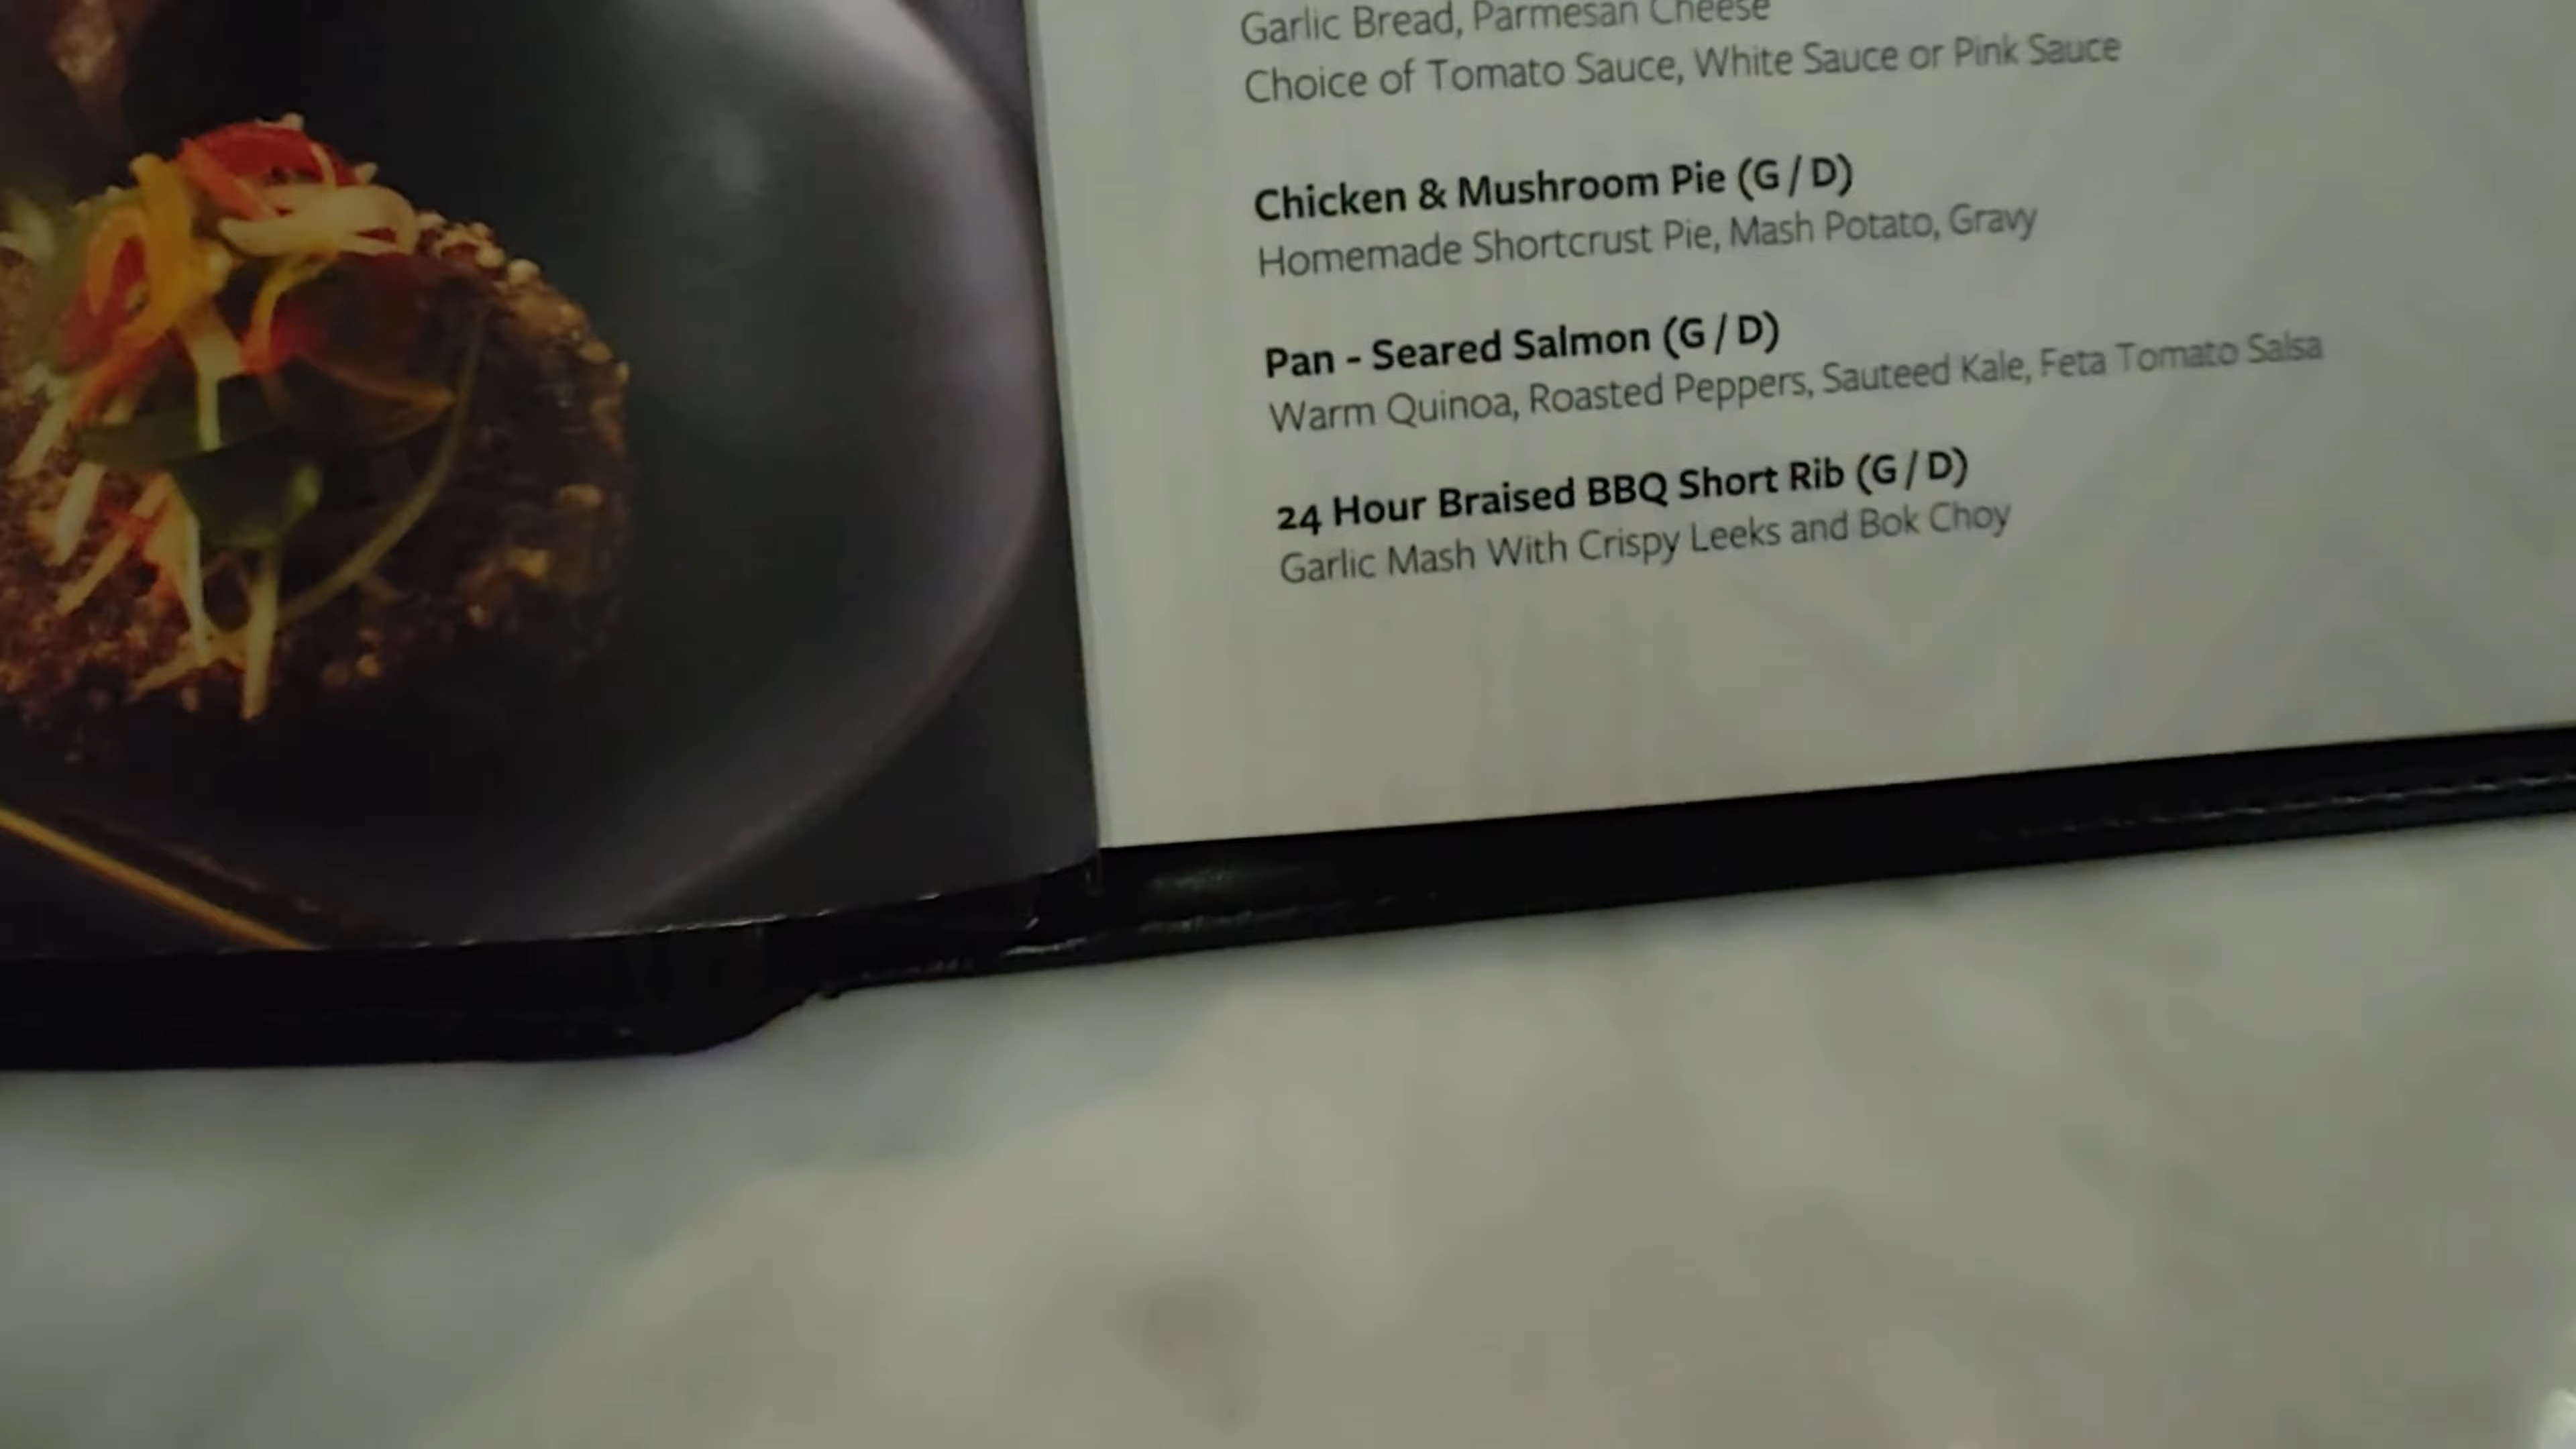 Garlic Bread, Parmesan Cheese
Choice of Tomato Sauce, White Sauce or Pink Sauce
Chicken & Mushroom Pie (G / D)
Homemade Shortcrust Pie, Mash Potato, Gravy
Pan - Seared Salmon (G / D)
Warm Quinoa, Roasted Peppers, Sauteed Kale, Feta Tomato Salsa
24 Hour Braised BBQ Short Rib (G / D)
Garlic Mash With Crispy Leeks and Bok Choy